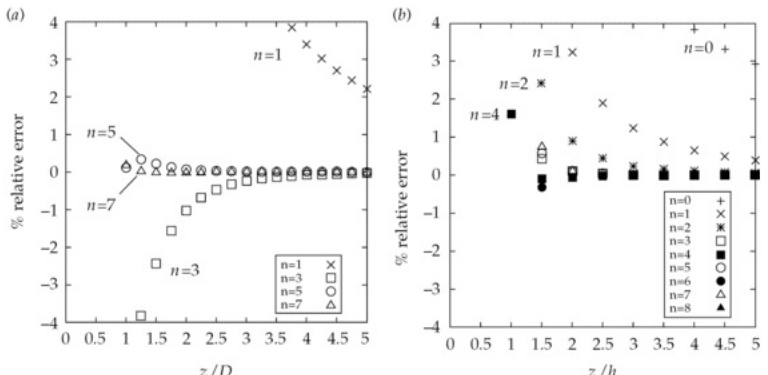 (a)
4
3
2
1
0
−1
−2
−3
−4
% relative error
n=1
n=5
n=7
n=3
n=1
n=3
n=5
n=7
0 0.5 1 1.5 2 2.5 3 3.5 4 4.5 5
z/D
(b)
4
3
2
1
0
−1
−2
−3
−4
% relative error
n=0
n=1
n=2
n=4
n=0
n=1
n=2
n=3
n=4
n=5
n=6
n=7
n=8
0 0.5 1 1.5 2 2.5 3 3.5 4 4.5 5
z/h